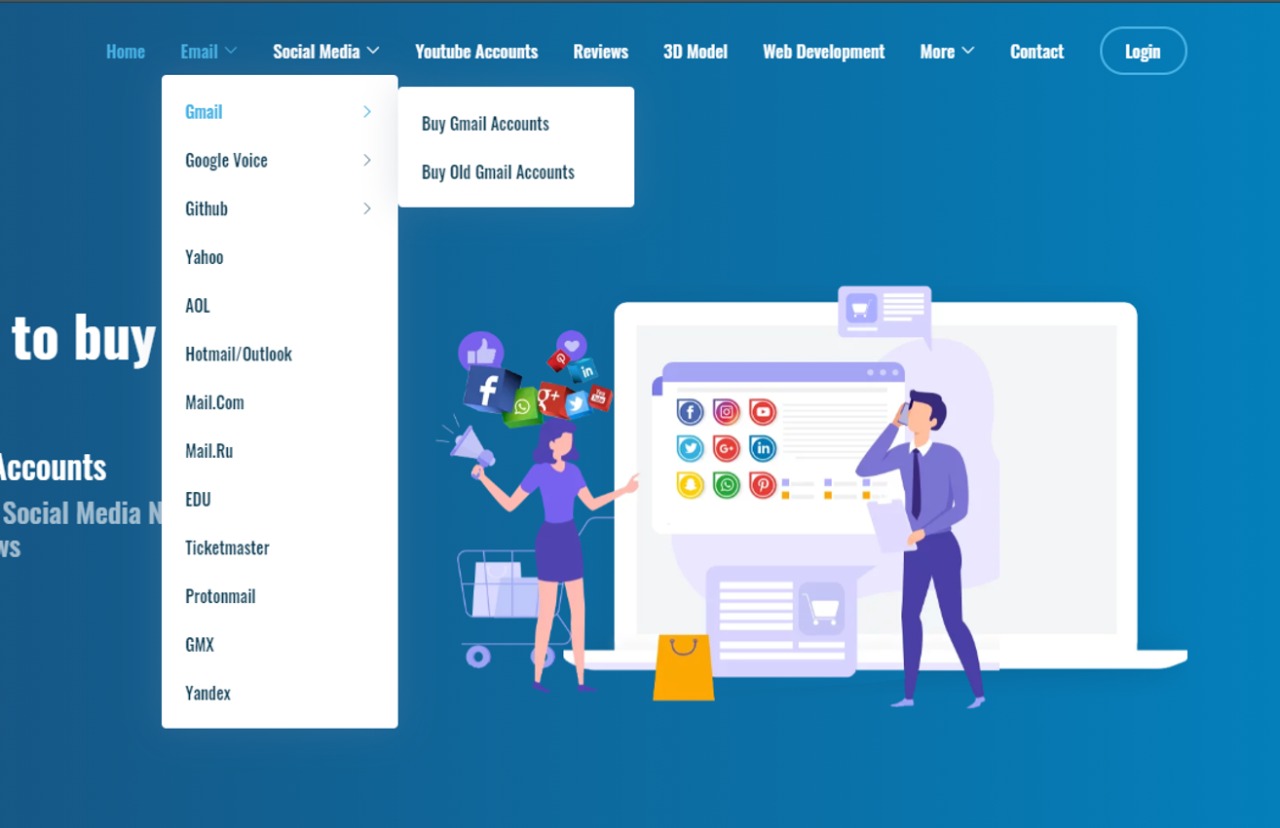 Home
Email
Social Media
Youtube Accounts
Reviews
3D Model
Web Development
More
Contact
Login
Gmail
Google Voice
Github
Yahoo
AOL
Hotmail/Outlook
Mail.Com
Mail.Ru
EDU
Ticketmaster
Protonmail
GMX
Yandex
Buy Gmail Accounts
Buy Old Gmail Accounts
to buy
Accounts
Social Media N
ws